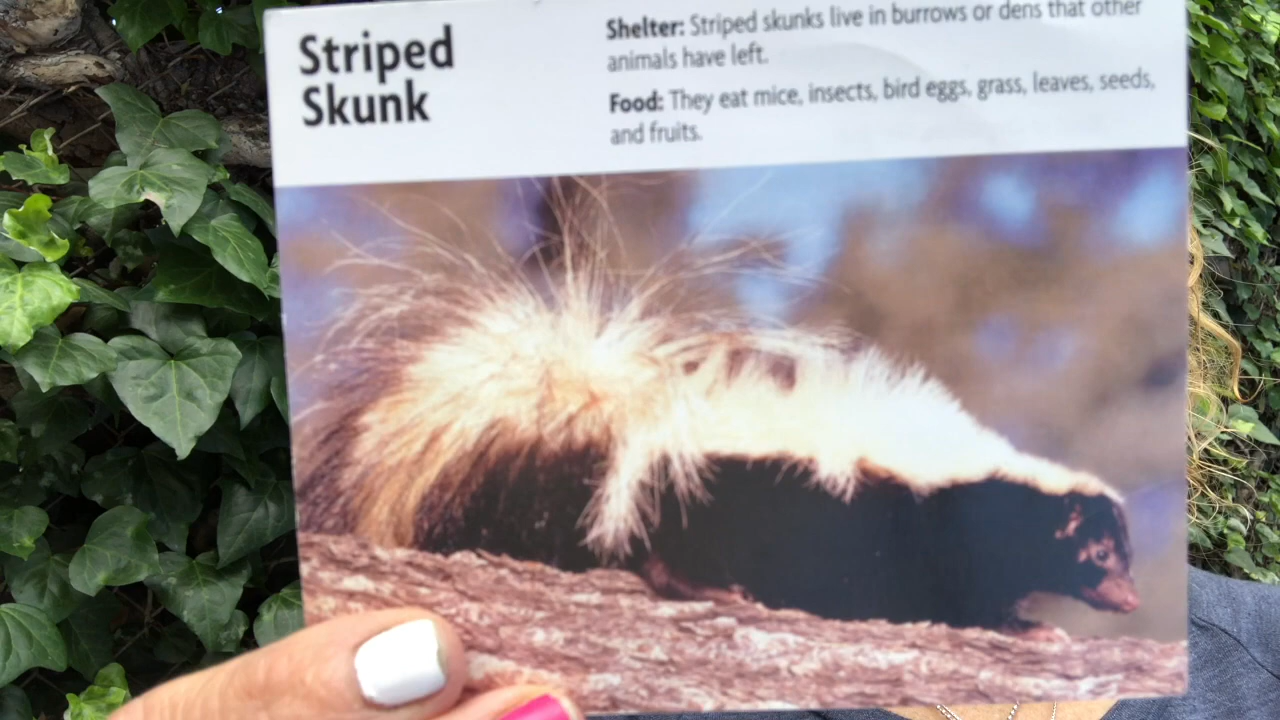 Striped
Skunk
Shelter: Striped skunks live in burrows or dens that other
animals have left.
Food: They eat mice, insects, bird eggs, grass, leaves, seeds,
and fruits.